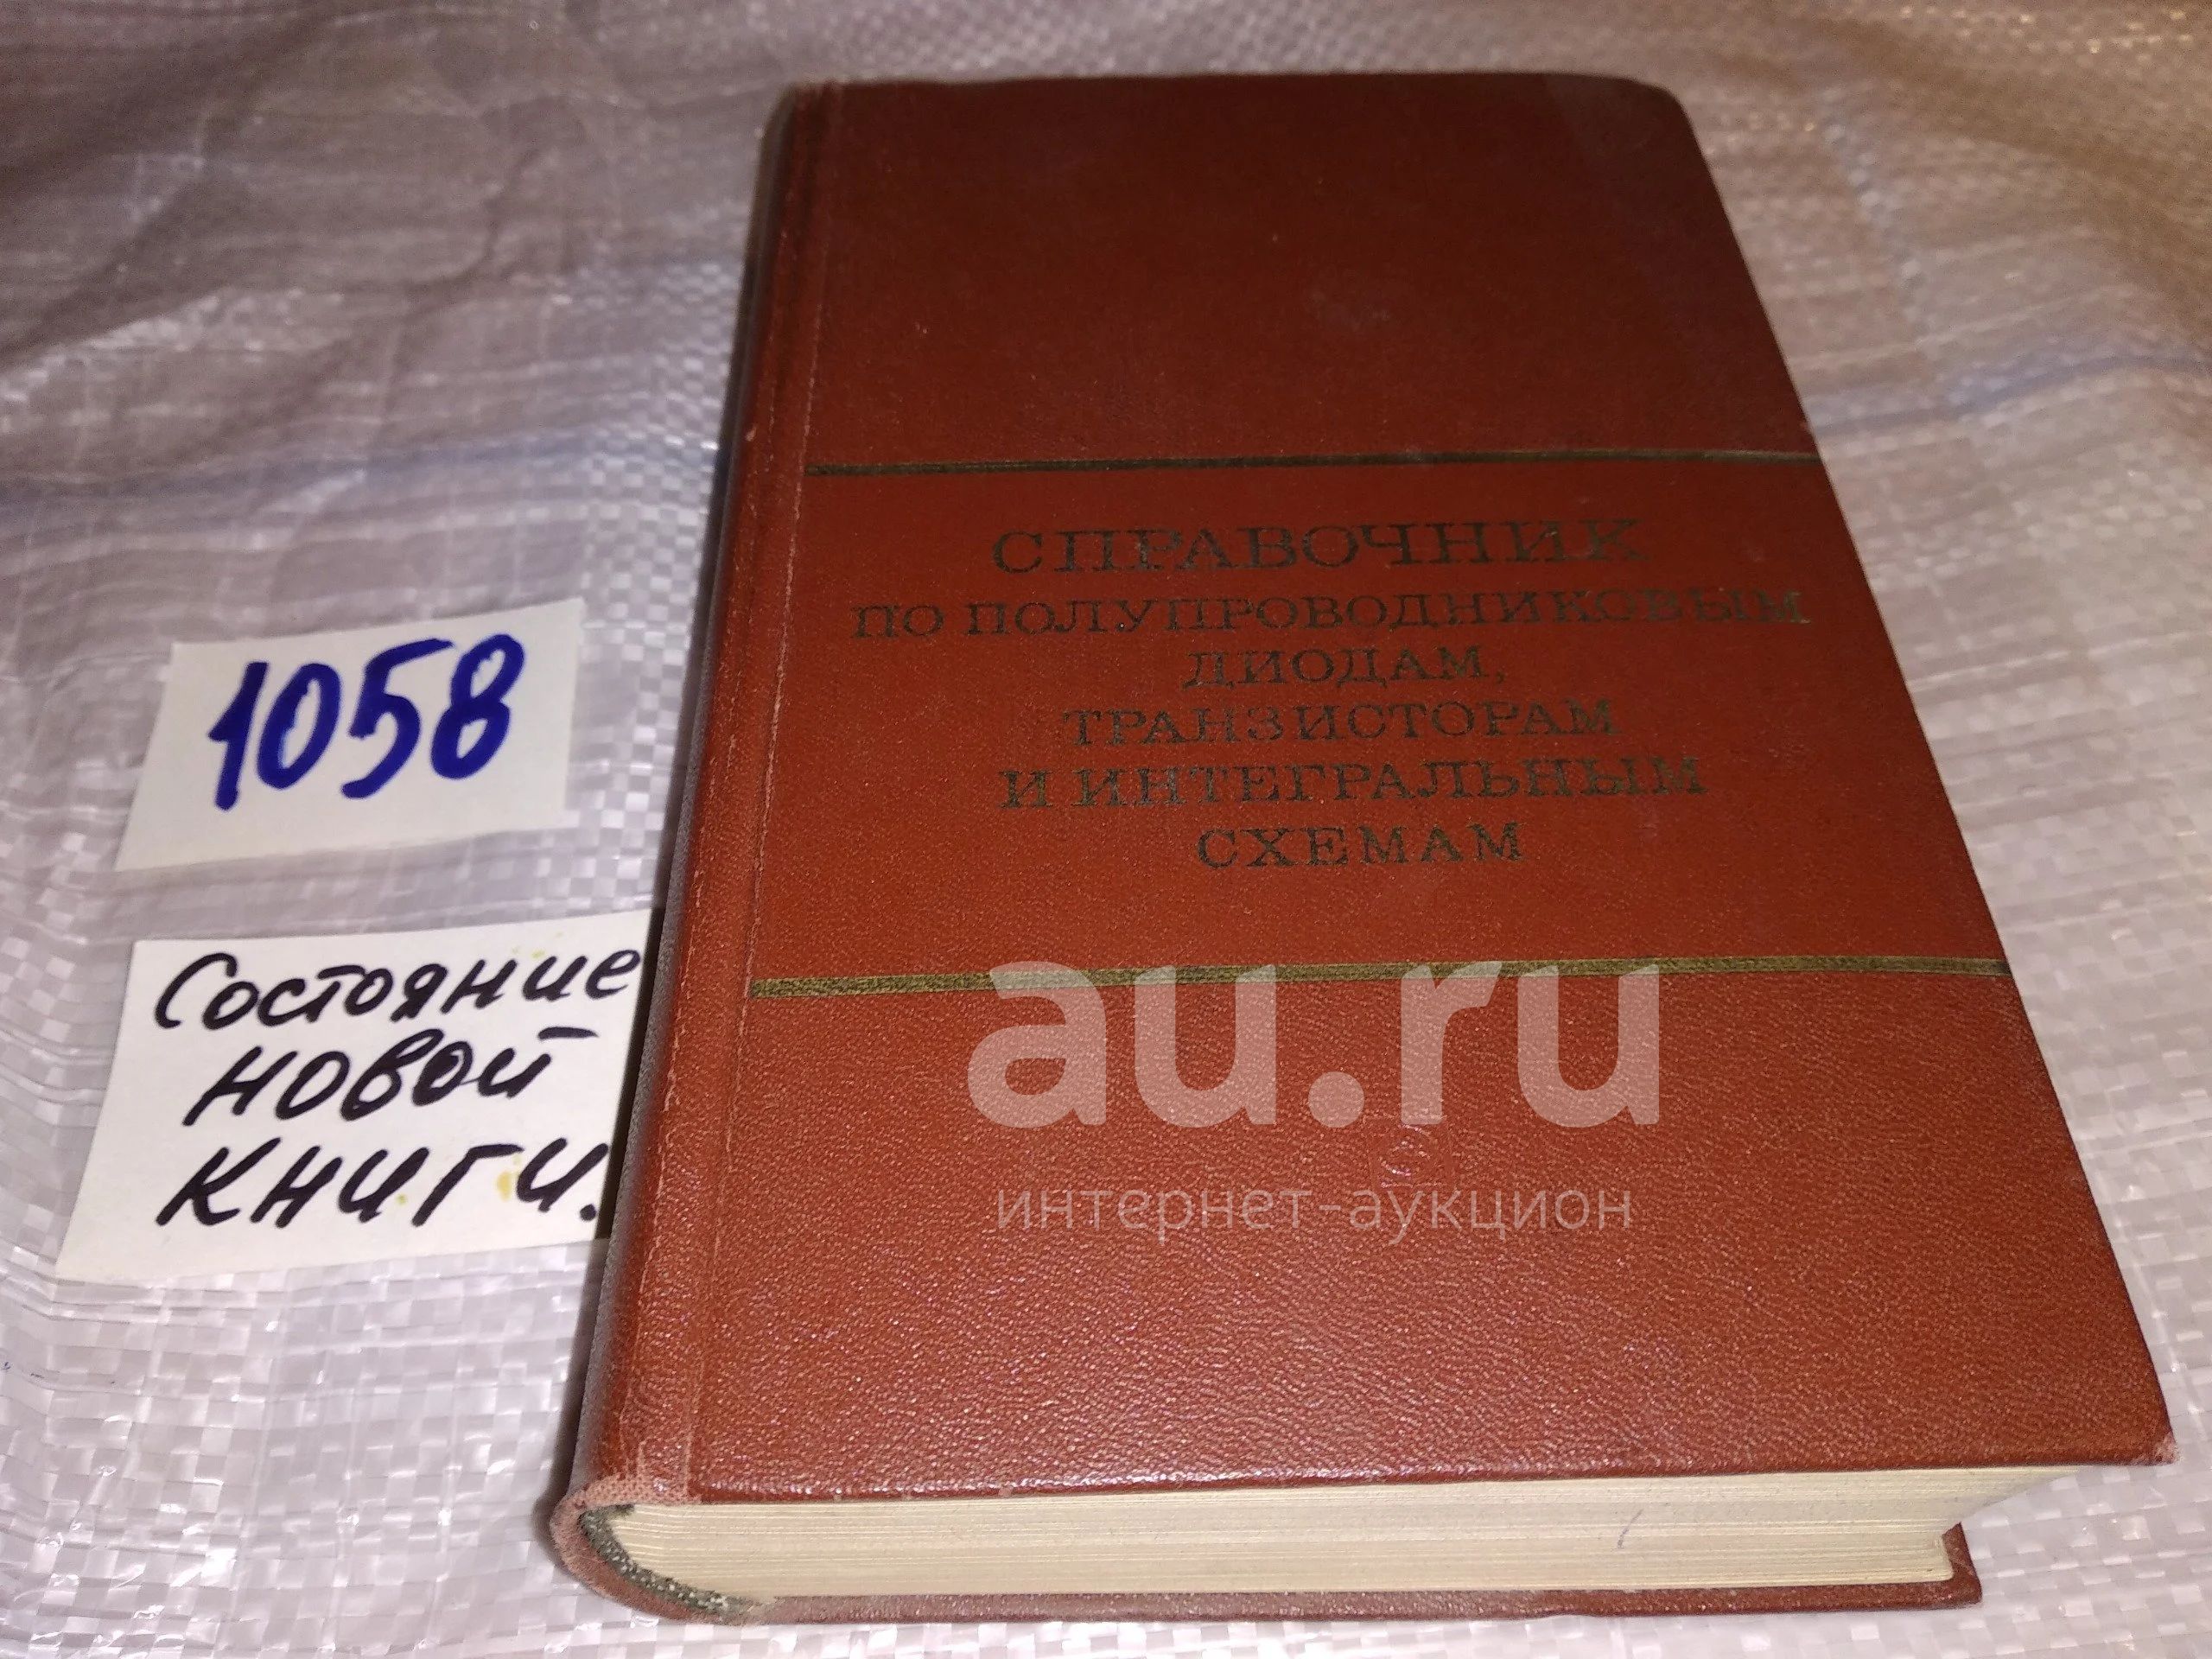 СПРАВОЧНИК
ПО ПОЛУПРОВОДНИКОВЫМ
ДИОДАМ,
ТРАНЗИСТОРАМ
И ИНТЕГРАЛЬНЫМ
СХЕМАМ
1058
Состояние
новой
книги.
au.ru
интернет-аукцион